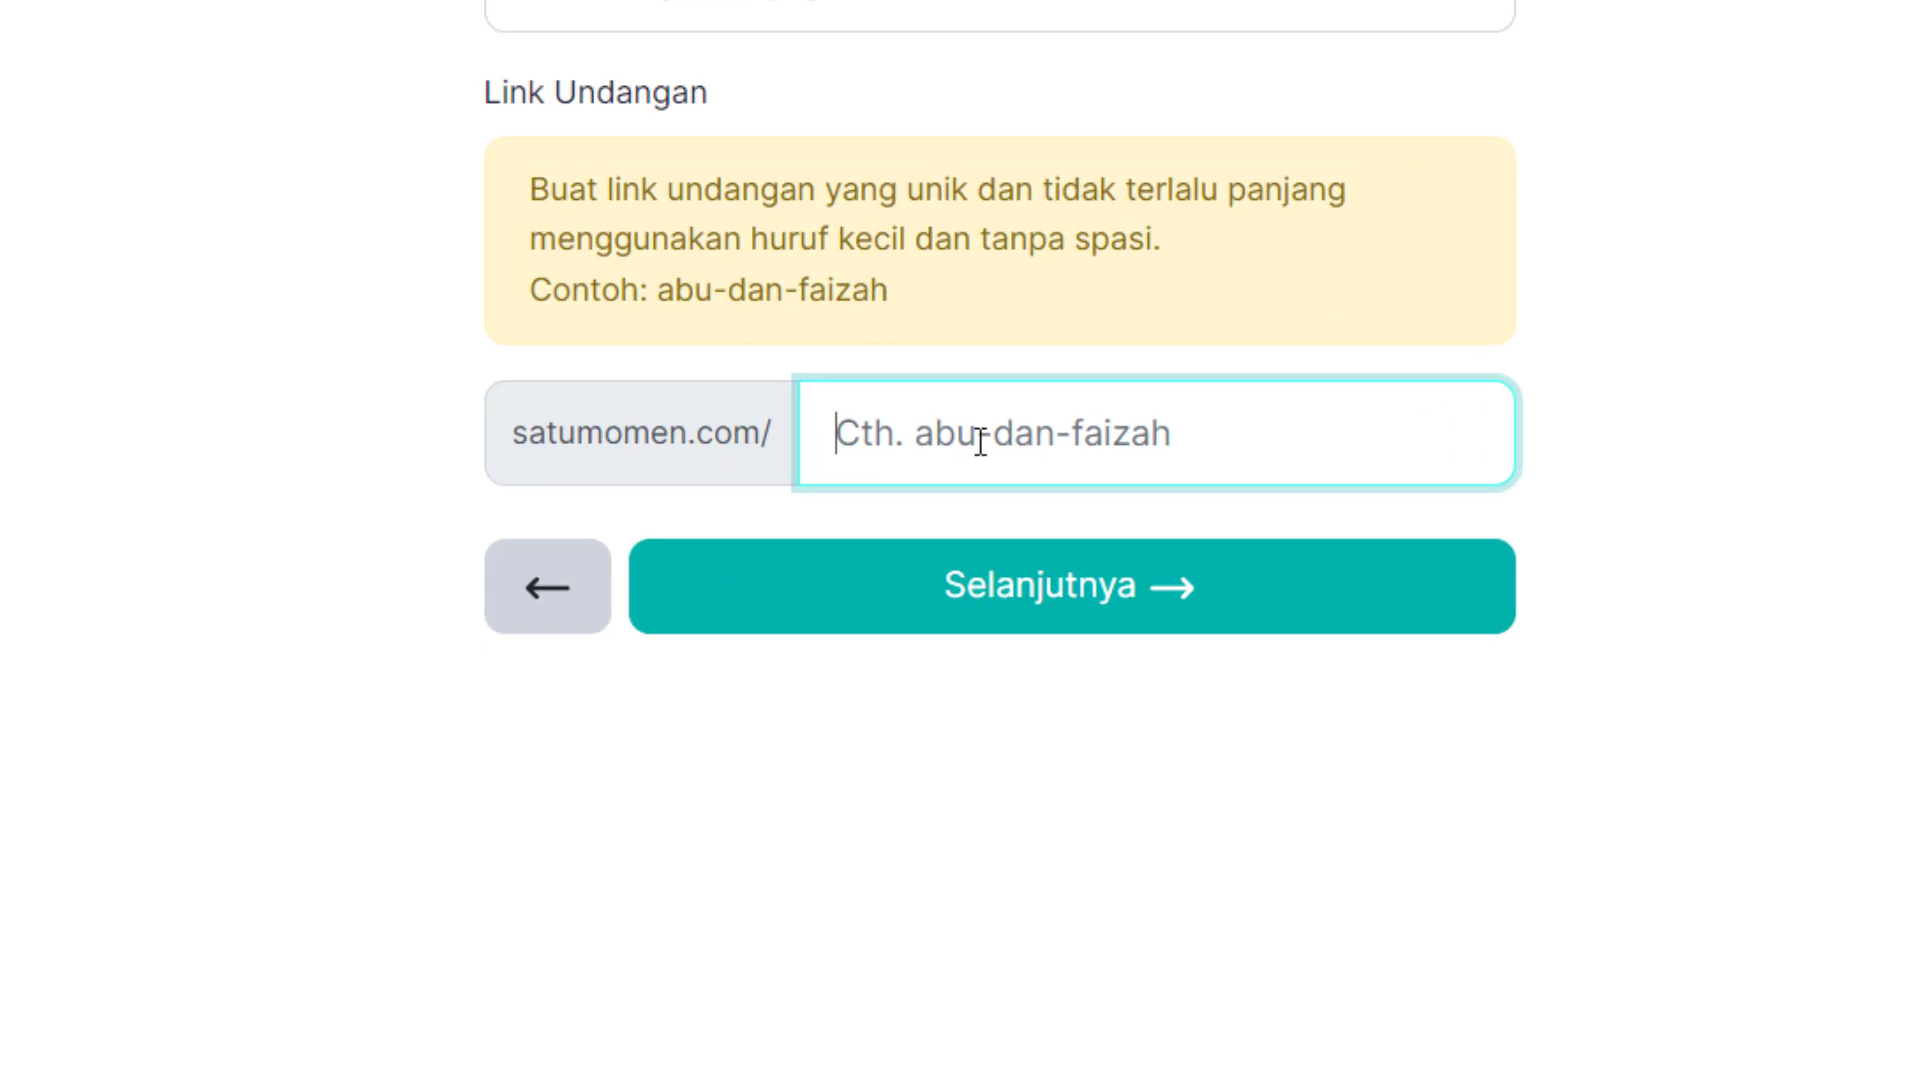 Link Undangan
Buat link undangan yang unik dan tidak terlalu panjang
menggunakan huruf kecil dan tanpa spasi.
Contoh: abu-dan-faizah
satumomen.com/
Cth. abu-dan-faizah
Selanjutnya →